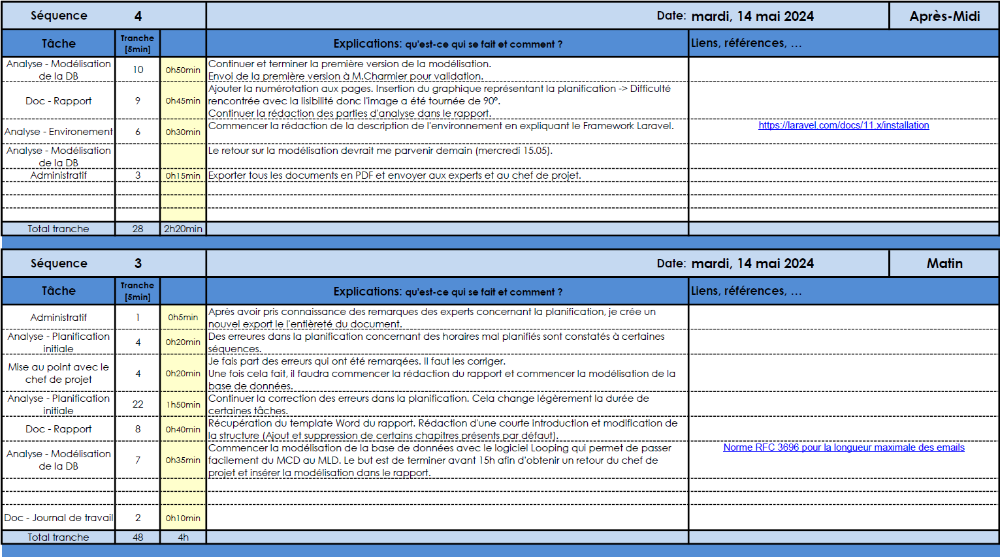 Séquence 4 Date: mardi, 14 mai 2024 Après-Midi
Tâche Tranche [5min] Explications: qu'est-ce qui se fait et comment ? Liens, références, …
Analyse - Modélisation de la DB 10 0h50min Continuer et terminer la première version de la modélisation.
Envoi de la première version à M.Charmier pour validation.
Doc - Rapport 9 0h45min Ajouter la numérotation aux pages. Insertion du graphique représentant la planification -> Difficulté
rencontrée avec la lisibilité donc l'image a été tournée de 90°.
Continuer la rédaction des parties d'analyse dans le rapport.
Analyse - Environement 6 0h30min Commencer la rédaction de la description de l'environnement en expliquant le Framework Laravel. https://laravel.com/docs/11.x/installation
Analyse - Modélisation de la DB Le retour sur la modélisation devrait me parvenir demain (mercredi 15.05).
Administratif 3 0h15min Exporter tous les documents en PDF et envoyer aux experts et au chef de projet.
Total tranche 28 2h20min
Séquence 3 Date: mardi, 14 mai 2024 Matin
Tâche Tranche [5min] Explications: qu'est-ce qui se fait et comment ? Liens, références, …
Administratif 1 0h5min Après avoir pris connaissance des remarques des experts concernant la planification, je crée un
nouvel export le l'entièreté du document.
Analyse - Planification initiale 4 0h20min Des erreures dans la planification concernant des horaires mal planifiés sont constatés à certaines
séquences.
Mise au point avec le chef de projet 4 0h20min Je fais part des erreurs qui ont été remarqées. Il faut les corriger.
Une fois cela fait, il faudra commencer la rédaction du rapport et commencer la modélisation de la
base de données.
Analyse - Planification initiale 22 1h50min Continuer la correction des erreurs dans la planification. Cela change légèrement la durée de
certaines tâches.
Doc - Rapport 8 0h40min Récupération du template Word du rapport. Rédaction d'une courte introduction et modification de
la structure (Ajout et suppression de certains chapitres présents par défaut).
Analyse - Modélisation de la DB 7 0h35min Commencer la modélisation de la base de données avec le logiciel Looping qui permet de passer
facilement du MCD au MLD. Le but est de terminer avant 15h afin d'obtenir un retour du chef de
projet et insérer la modélisation dans le rapport.
Norme RFC 3696 pour la longueur maximale des emails
Doc - Journal de travail 2 0h10min
Total tranche 48 4h